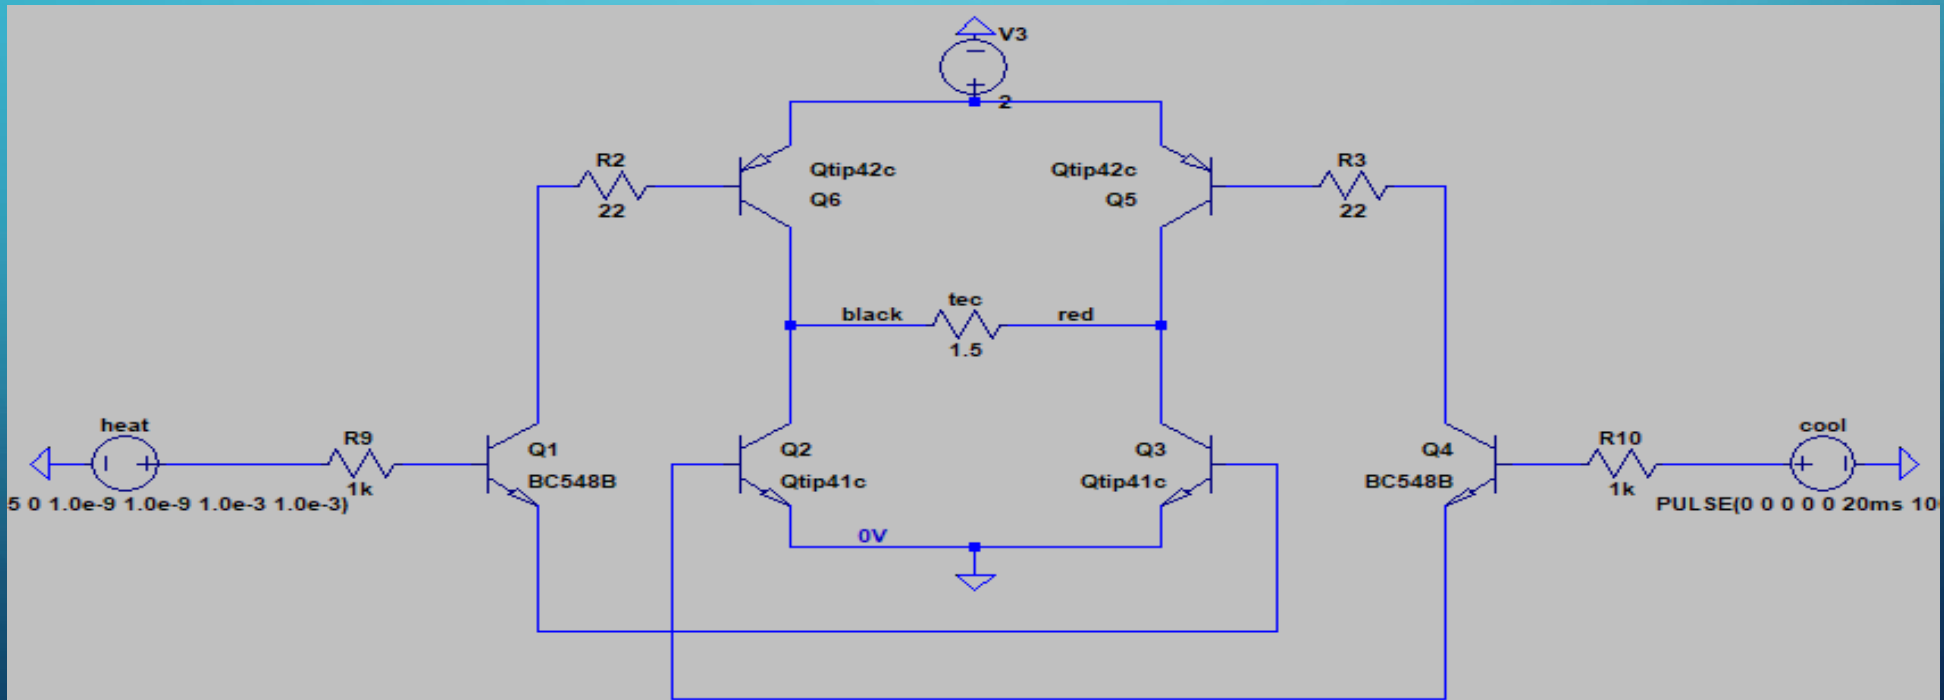 V3
2
R2
22
Qtip42c
Q6
Qtip42c
Q5
R3
22
black
tec
red
1.5
heat
R9
1k
5 0 1.0e-9 1.0e-9 1.0e-3 1.0e-3)
Q1
BC548B
Q2
Qtip41c
0V
Q3
Qtip41c
Q4
BC548B
R10
1k
cool
PULSE(0 0 0 0 0 20ms 10